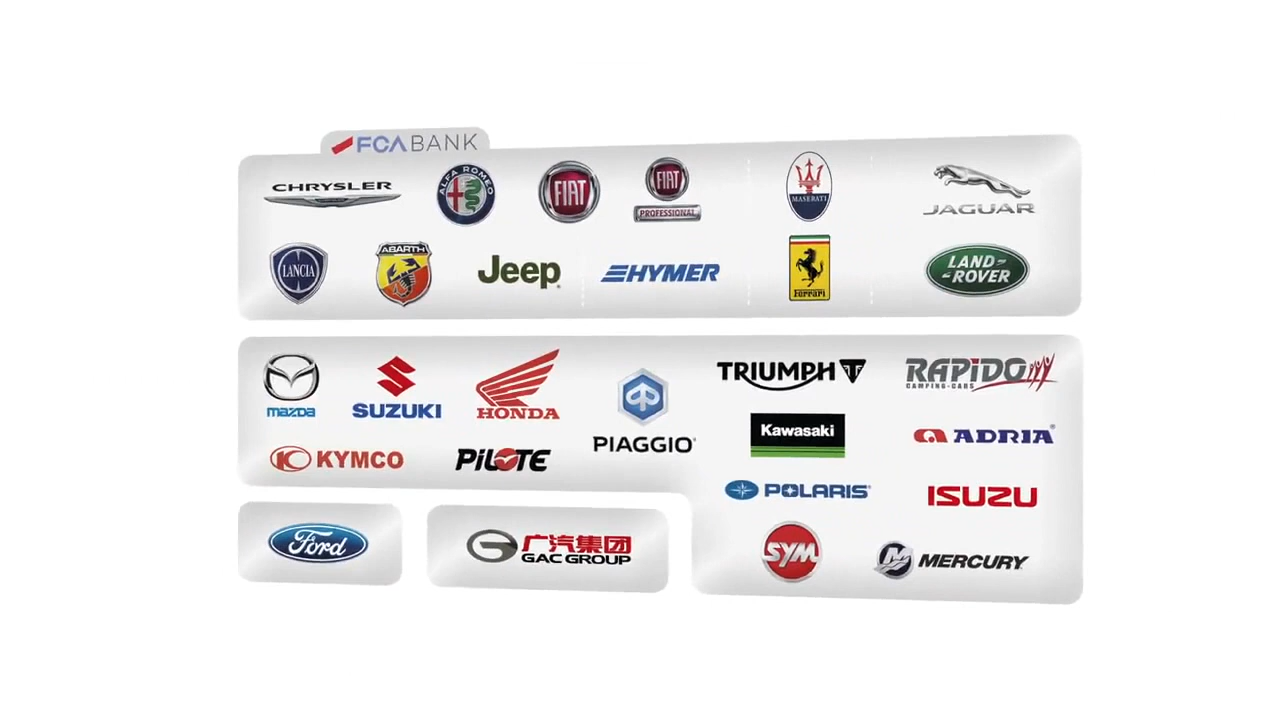 FCA BANK
CHRYSLER
ALFA ROMEO
FIAT
FIAT
PROFESSIONAL
MASERATI
JAGUAR
LANCIA
ABARTH
Jeep
HYMER
Ferrari
LAND
ROVER
mazda
SUZUKI
HONDA
PIAGGIO
TRIUMPH
RAPiDO
CAMPING-CARS
Kawasaki
ADRIA
KYMCO
PiLOTE
POLARIS
ISUZU
Ford
广汽集团
GAC GROUP
SYM
MERCURY